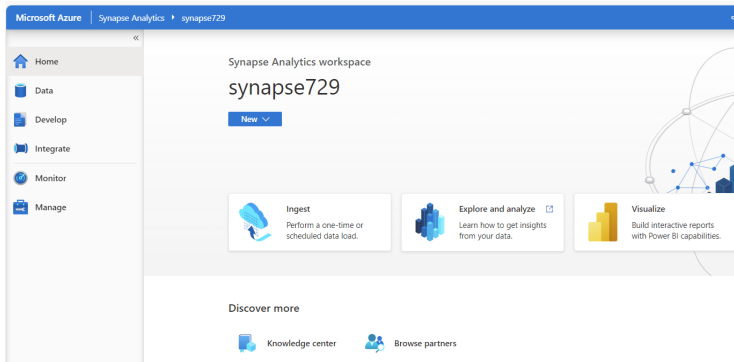 Microsoft Azure | Synapse Analytics ▸ synapse729
«
Home
Data
Develop
Integrate
Monitor
Manage
Synapse Analytics workspace
synapse729
New
Ingest
Perform a one-time or
scheduled data load.
Explore and analyze
Learn how to get insights
from your data.
Visualize
Build interactive reports
with Power BI capabilities.
Discover more
Knowledge center
Browse partners